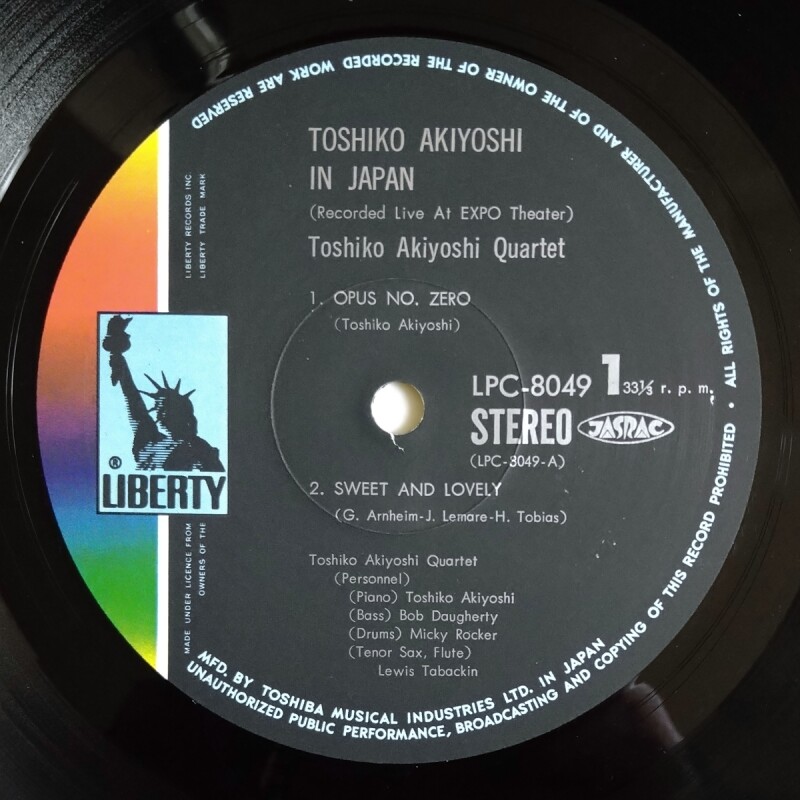 TOSHIKO AKIYOSHI
IN JAPAN
(Recorded Live At EXPO Theater)
Toshiko Akiyoshi Quartet
1. OPUS NO. ZERO
(Toshiko Akiyoshi)
LPC-8049 1 33⅓ r. p. m.
STEREO JASRAC
(LPC-8049-A)
2. SWEET AND LOVELY
(G. Arnheim-J. Lemare-H. Tobias)
Toshiko Akiyoshi Quartet
(Personnel)
(Piano) Toshiko Akiyoshi
(Bass) Bob Daugherty
(Drums) Micky Rocker
(Tenor Sax, Flute)
Lewis Tabackin
® LIBERTY
MADE UNDER LICENCE FROM LIBERTY RECORDS INC.
OWNERS OF THE LIBERTY TRADE MARK
MFD. BY TOSHIBA MUSICAL INDUSTRIES LTD. IN JAPAN
UNAUTHORIZED PUBLIC PERFORMANCE, BROADCASTING AND COPYING OF THIS RECORD PROHIBITED • ALL RIGHTS OF THE MANUFACTURER AND OF THE OWNER OF THE RECORDED WORK ARE RESERVED